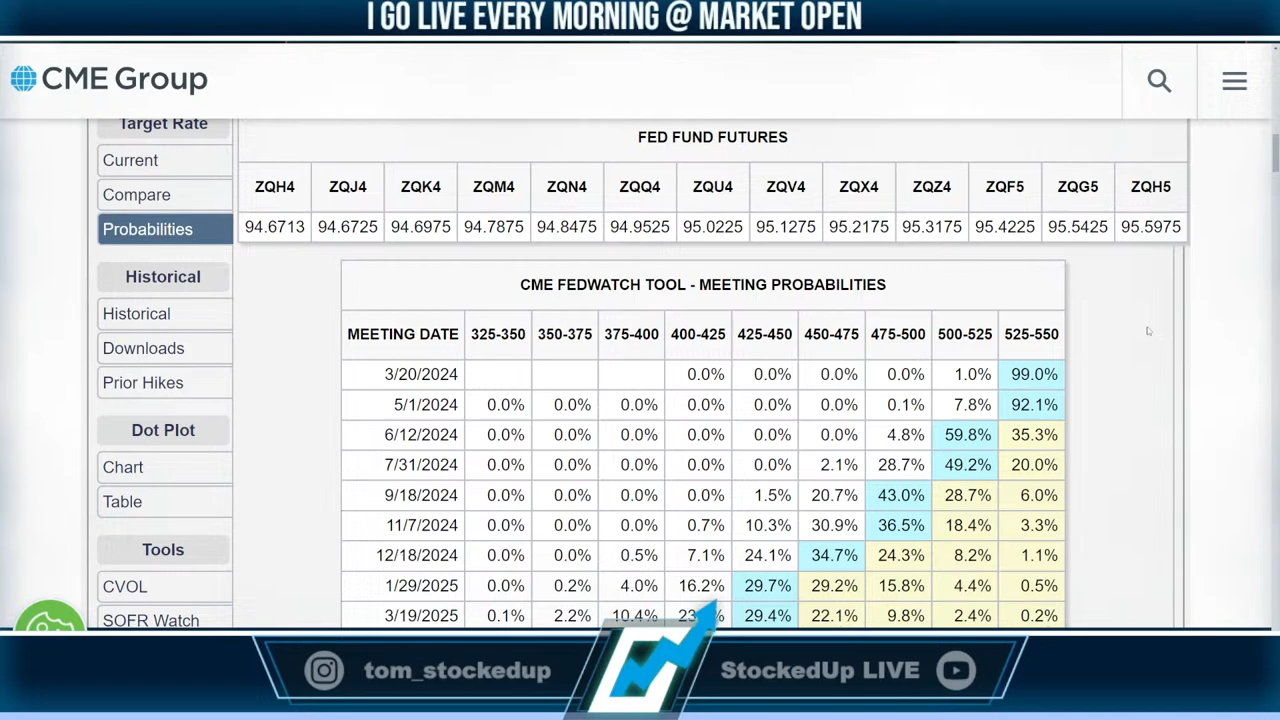 I GO LIVE EVERY MORNING @ MARKET OPEN
CME Group
Target Rate
Current
Compare
Probabilities
Historical
Historical
Downloads
Prior Hikes
Dot Plot
Chart
Table
Tools
CVOL
SOFR Watch
FED FUND FUTURES
ZQH4 ZQJ4 ZQK4 ZQM4 ZQN4 ZQQ4 ZQU4 ZQV4 ZQX4 ZQZ4 ZQF5 ZQG5 ZQH5
94.6713 94.6725 94.6975 94.7875 94.8475 94.9525 95.0225 95.1275 95.2175 95.3175 95.4225 95.5425 95.5975
CME FEDWATCH TOOL - MEETING PROBABILITIES
MEETING DATE 325-350 350-375 375-400 400-425 425-450 450-475 475-500 500-525 525-550
3/20/2024 0.0% 0.0% 0.0% 0.0% 1.0% 99.0%
5/1/2024 0.0% 0.0% 0.0% 0.0% 0.0% 0.0% 0.1% 7.8% 92.1%
6/12/2024 0.0% 0.0% 0.0% 0.0% 0.0% 0.0% 4.8% 59.8% 35.3%
7/31/2024 0.0% 0.0% 0.0% 0.0% 0.0% 2.1% 28.7% 49.2% 20.0%
9/18/2024 0.0% 0.0% 0.0% 0.0% 1.5% 20.7% 43.0% 28.7% 6.0%
11/7/2024 0.0% 0.0% 0.0% 0.7% 10.3% 30.9% 36.5% 18.4% 3.3%
12/18/2024 0.0% 0.0% 0.5% 7.1% 24.1% 34.7% 24.3% 8.2% 1.1%
1/29/2025 0.0% 0.2% 4.0% 16.2% 29.7% 29.2% 15.8% 4.4% 0.5%
3/19/2025 0.1% 2.2% 10.4% 29.4% 22.1% 9.8% 2.4% 0.2%
tom_stockedup
StockedUp LIVE